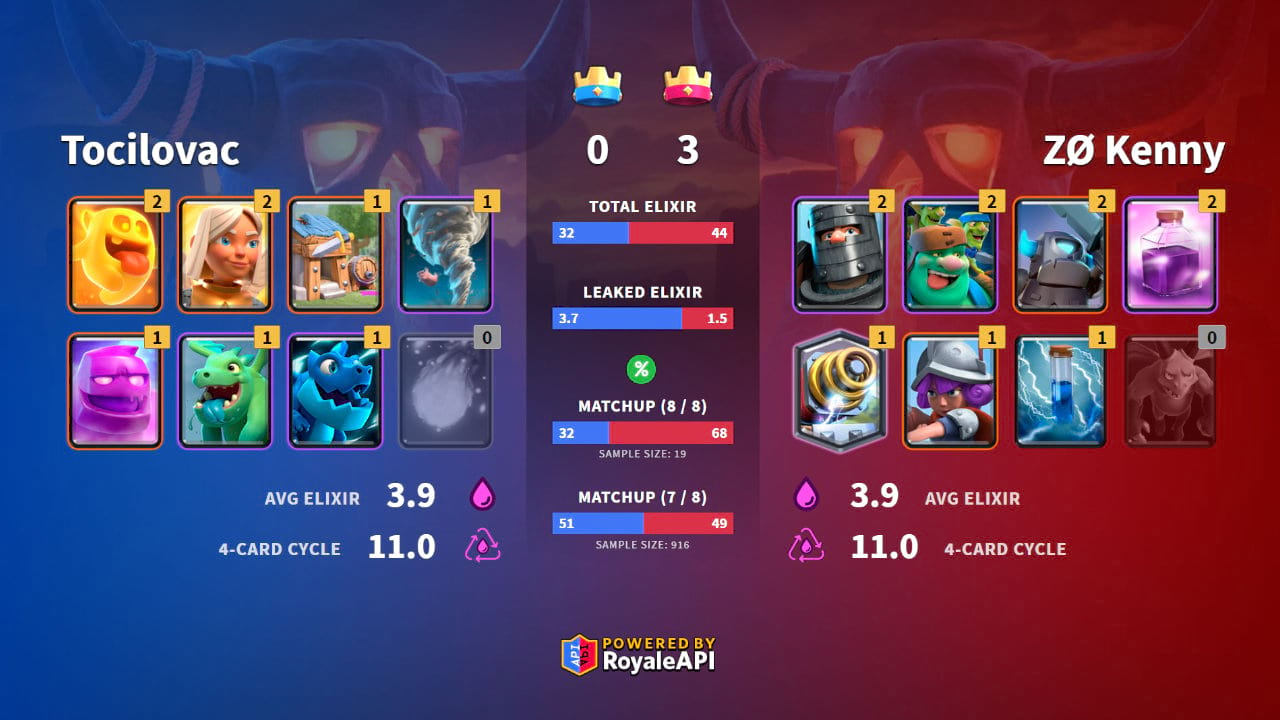 0 3
Tocilovac
ZØ Kenny
2 2 1 1
1 1 1 0
TOTAL ELIXIR
32 44
LEAKED ELIXIR
3.7 1.5
%
MATCHUP (8 / 8)
32 68
SAMPLE SIZE: 19
MATCHUP (7 / 8)
51 49
SAMPLE SIZE: 916
2 2 2 2
1 1 1 0
AVG ELIXIR 3.9
4-CARD CYCLE 11.0
3.9 AVG ELIXIR
11.0 4-CARD CYCLE
API
POWERED BY
RoyaleAPI